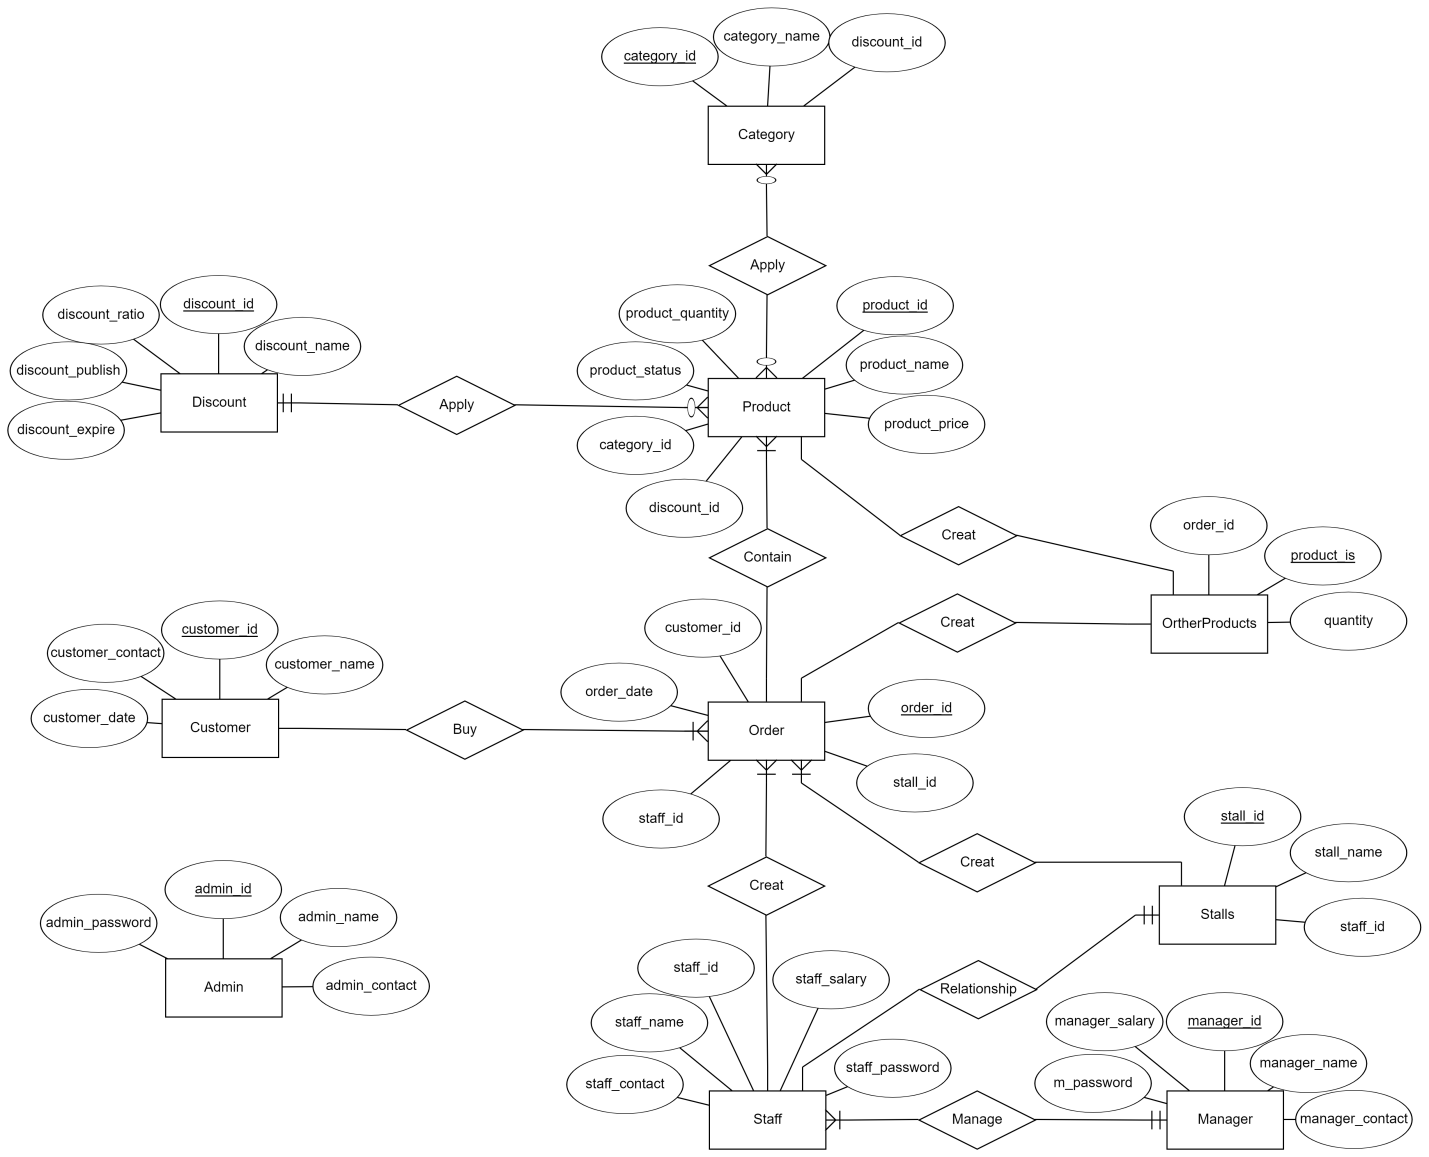 category_name
discount_id
category_id
Category
Apply
discount_id
product_id
discount_ratio
product_quantity
discount_name
product_name
discount_publish
product_status
Discount
Apply
Product
product_price
discount_expire
category_id
discount_id
order_id
Creat
product_is
Contain
quantity
Creat
OrtherProducts
customer_id
customer_id
customer_contact
customer_name
order_date
order_id
customer_date
Customer
Buy
Order
stall_id
staff_id
stall_id
stall_name
Creat
Creat
admin_id
admin_name
admin_password
Stalls
staff_id
staff_id
staff_salary
Admin
admin_contact
Relationship
staff_name
manager_salary
manager_id
manager_name
staff_password
staff_contact
m_password
Staff
Manage
Manager
manager_contact